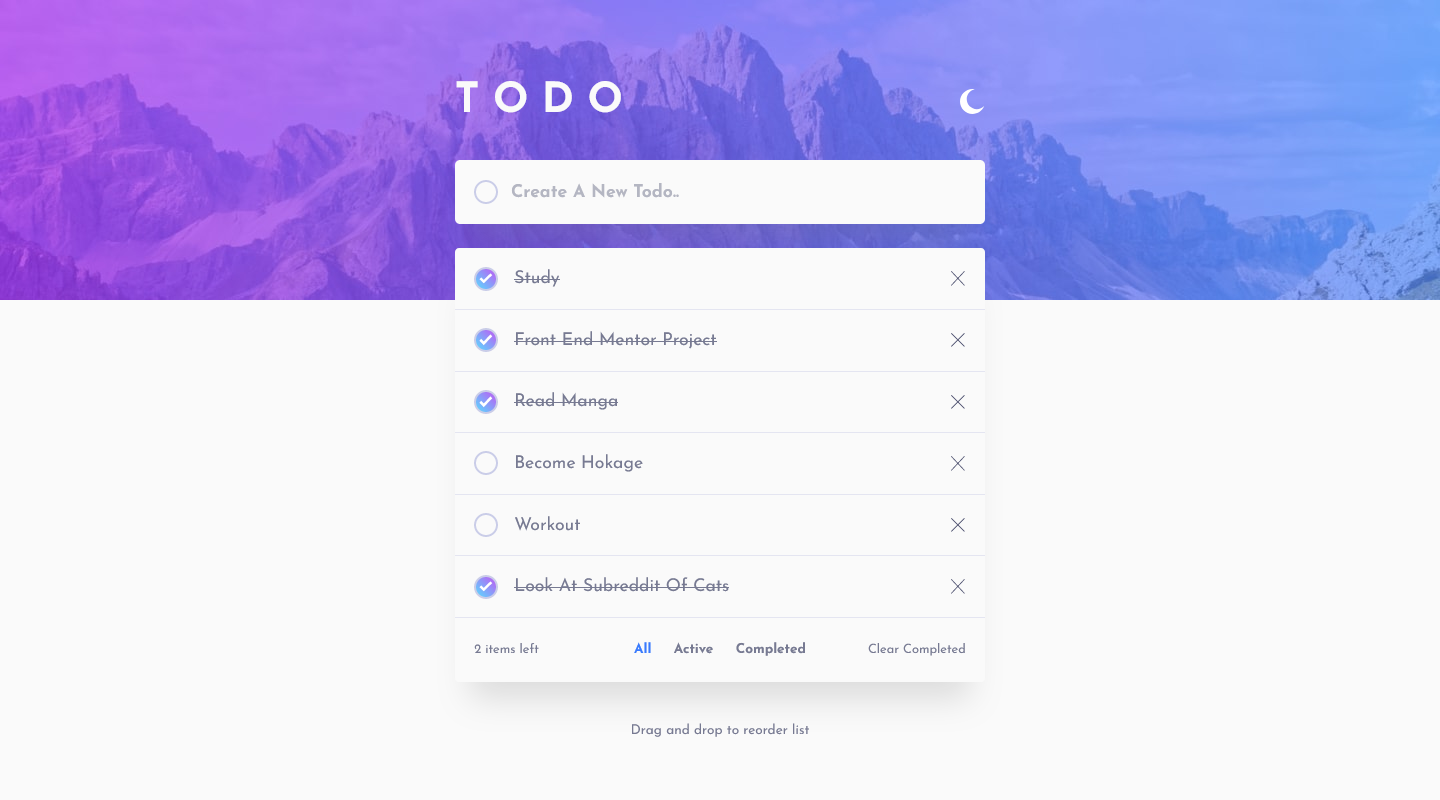 TODO
Create A New Todo..
Study
Front End Mentor Project
Read Manga
Become Hokage
Workout
Look At Subreddit Of Cats
2 items left All Active Completed Clear Completed
Drag and drop to reorder list